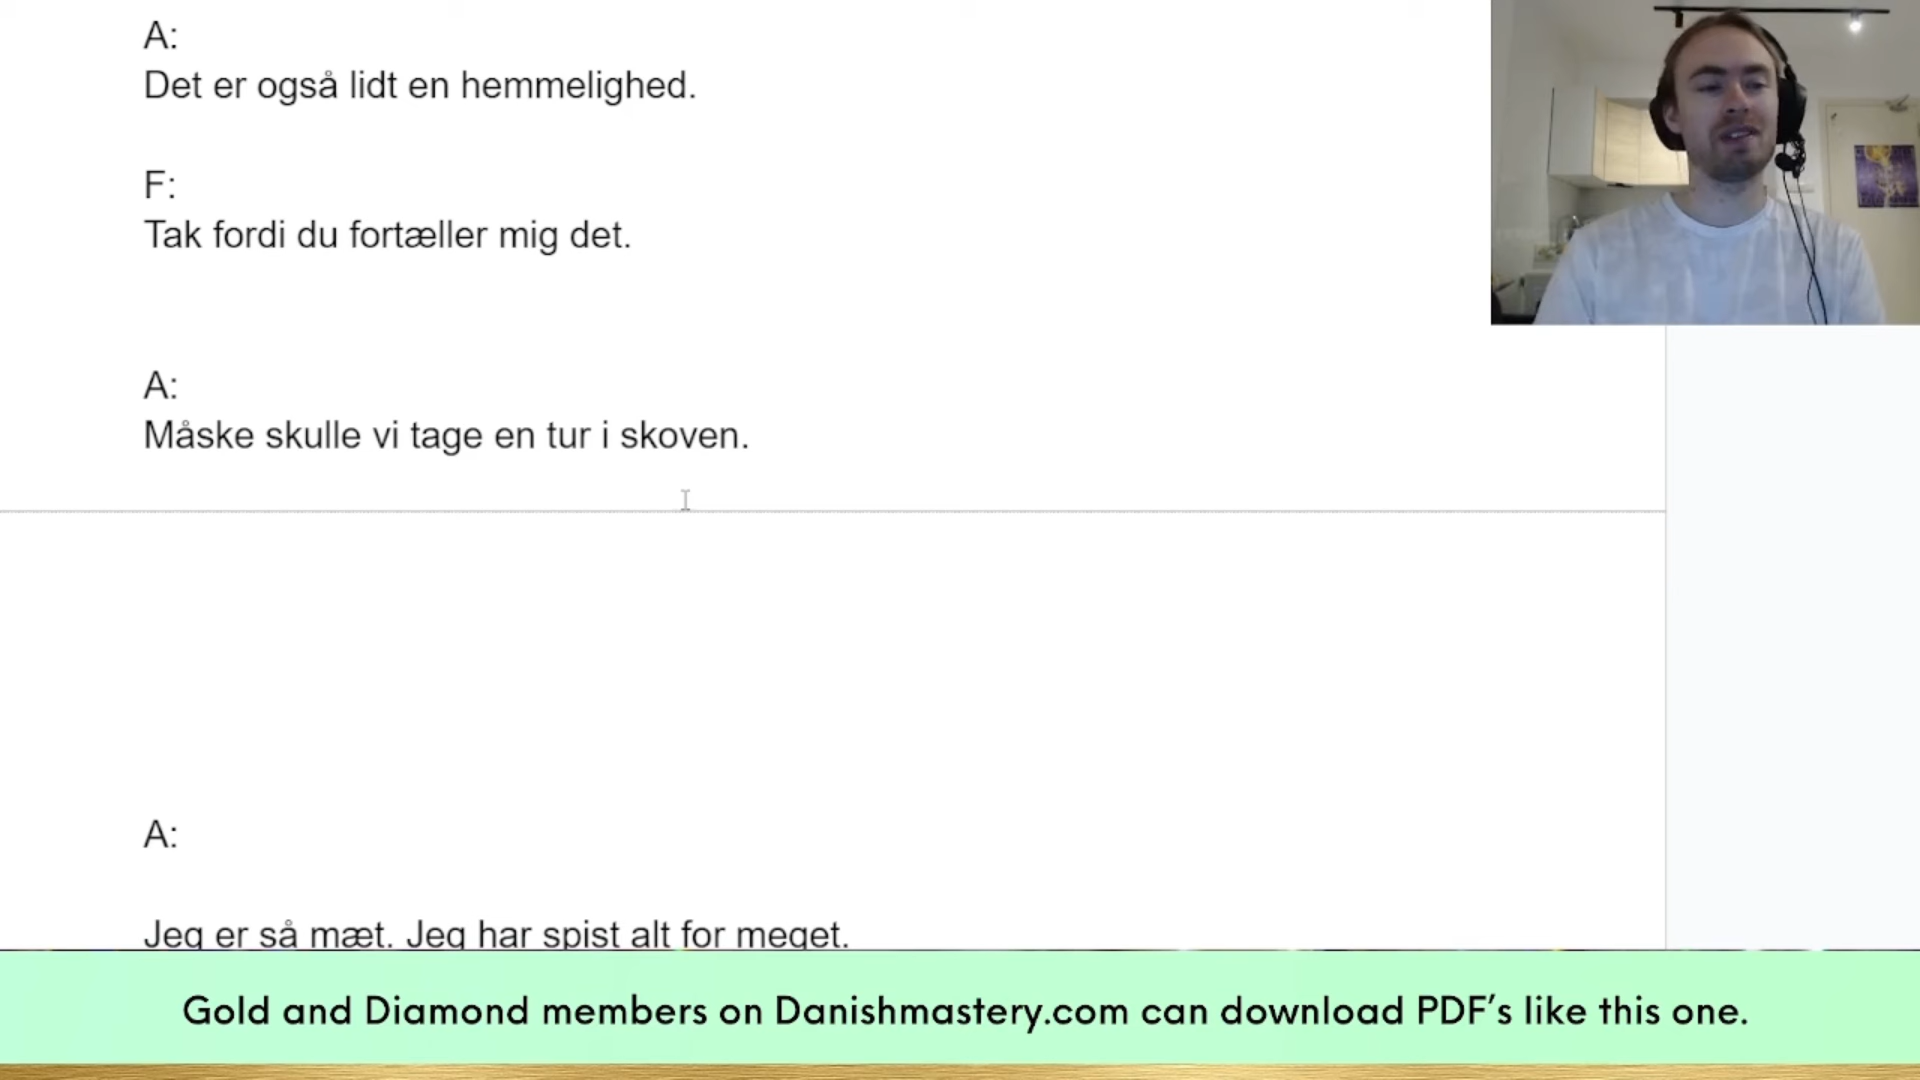 A:
Det er også lidt en hemmelighed.
F:
Tak fordi du fortæller mig det.
A:
Måske skulle vi tage en tur i skoven.
A:
Jeg er så mæt. Jeg har spist alt for meget.
Gold and Diamond members on Danishmastery.com can download PDF’s like this one.